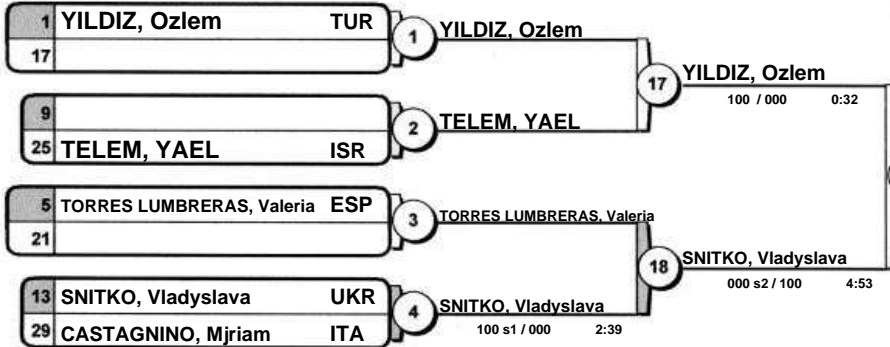 1 YILDIZ, Ozlem TUR
17
1
YILDIZ, Ozlem
9
25 TELEM, YAEL ISR
2
TELEM, YAEL
17
YILDIZ, Ozlem
100 / 000 0:32
5 TORRES LUMBRERAS, Valeria ESP
21
3
TORRES LUMBRERAS, Valeria
13 SNITKO, Vladyslava UKR
29 CASTAGNINO, Mjriam ITA
4
SNITKO, Vladyslava
100 s1 / 000 2:39
18
SNITKO, Vladyslava
000 s2 / 100 4:53